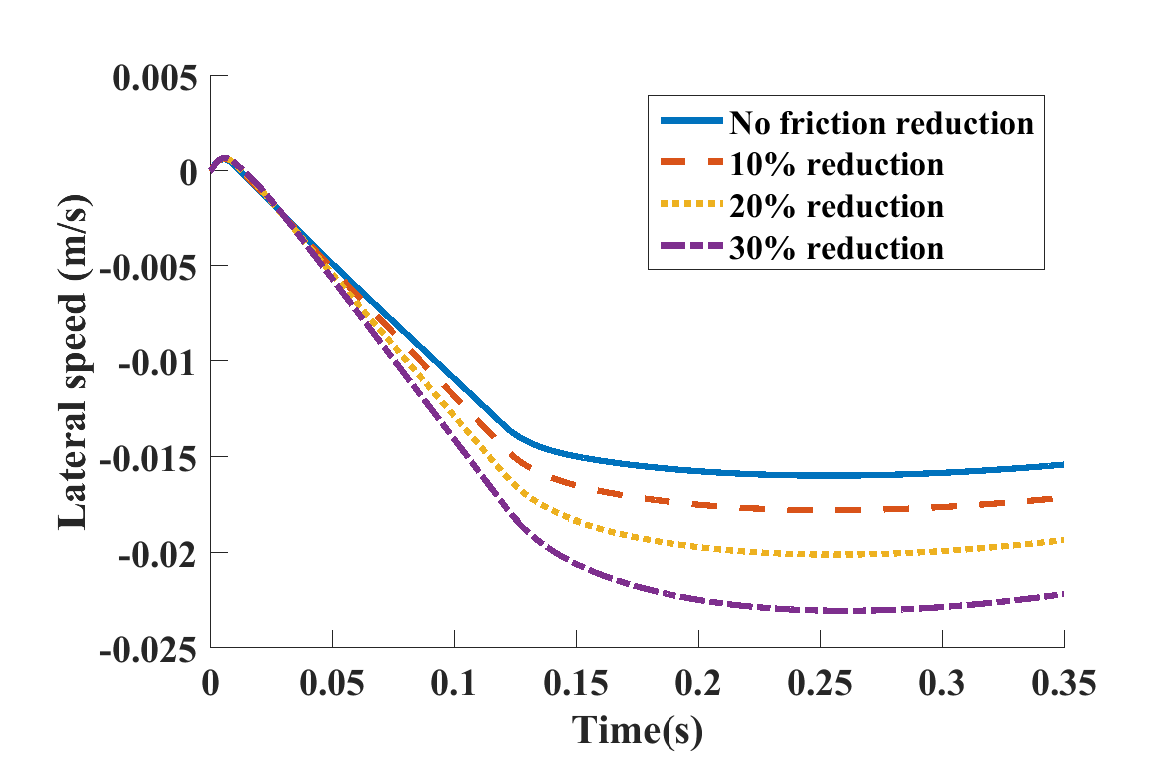 0.005
0
-0.005
-0.01
-0.015
-0.02
-0.025
Lateral speed (m/s)
No friction reduction
10% reduction
20% reduction
30% reduction
0 0.05 0.1 0.15 0.2 0.25 0.3 0.35
Time(s)